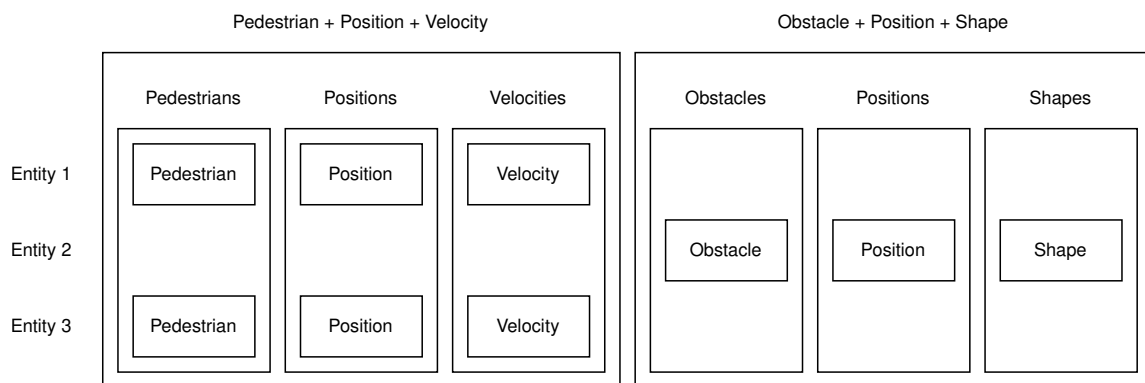 Pedestrian + Position + Velocity Obstacle + Position + Shape
Pedestrians Positions Velocities Obstacles Positions Shapes
Entity 1 Pedestrian Position Velocity
Entity 2 Obstacle Position Shape
Entity 3 Pedestrian Position Velocity